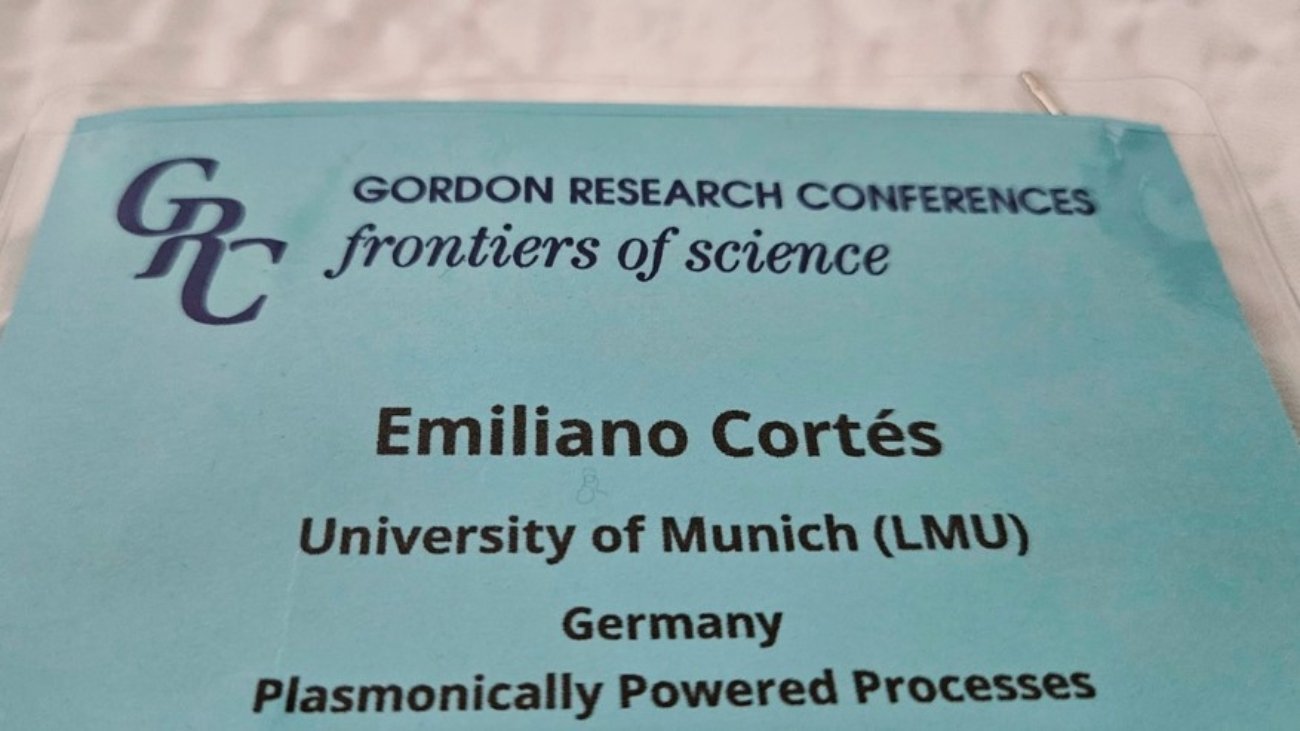 GRC
GORDON RESEARCH CONFERENCES
frontiers of science
Emiliano Cortés
University of Munich (LMU)
Germany
Plasmonically Powered Processes